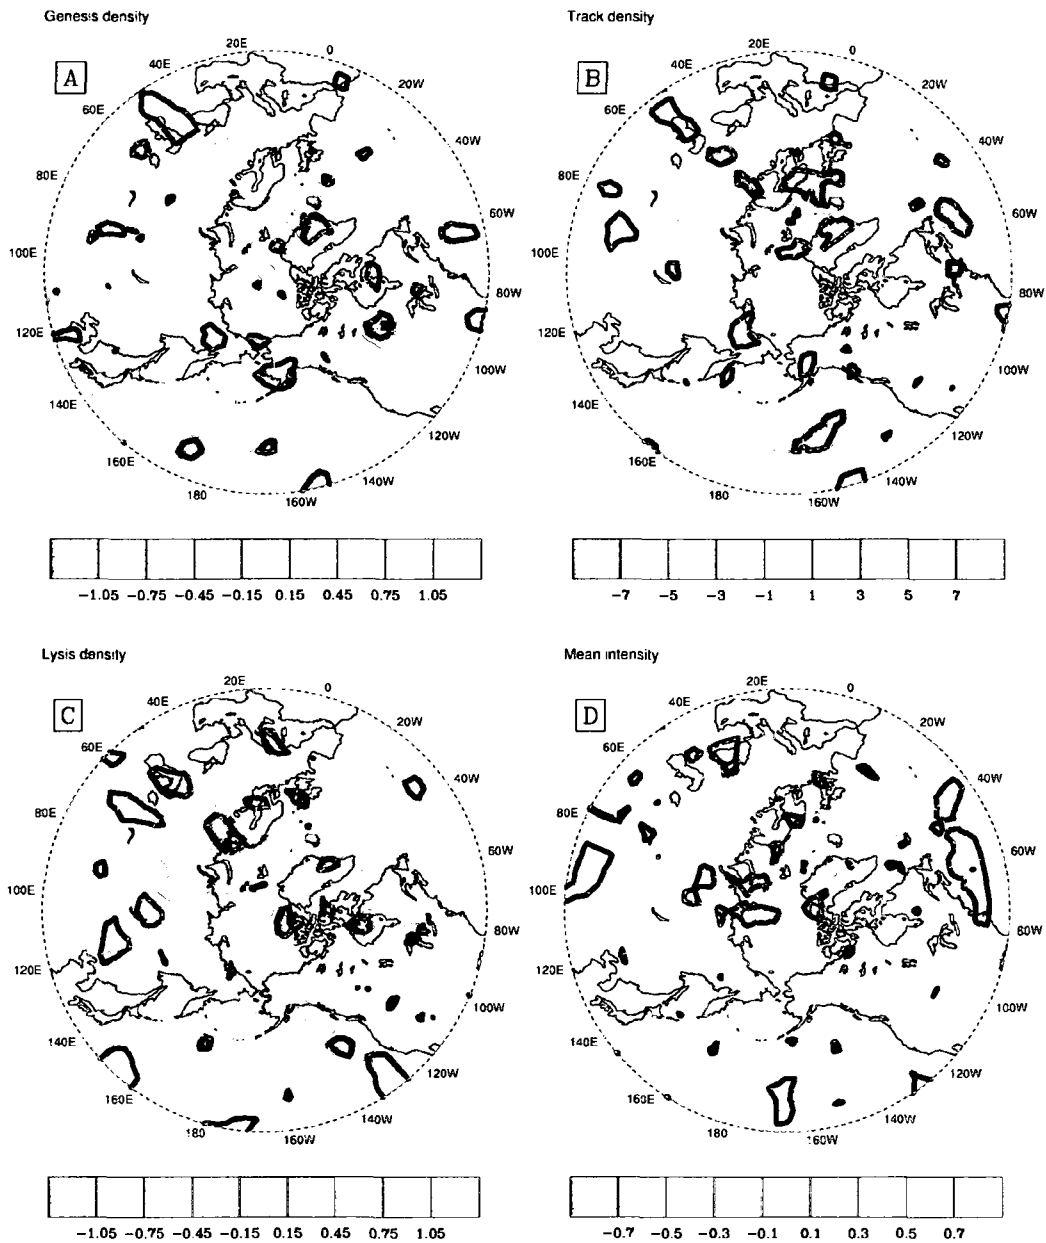 Genesis density
Track density
A
B
20E
0
40E
20W
60E
40W
80E
60W
100E
80W
120E
100W
140E
120W
160E
140W
180
160W
20E
0
40E
20W
60E
40W
80E
60W
100E
80W
120E
100W
140E
120W
160E
140W
180
160W
-1.05 -0.75 -0.45 -0.15 0.15 0.45 0.75 1.05
-7 -5 -3 -1 1 3 5 7
Lysis density
Mean intensity
C
D
20E
0
40E
20W
60E
40W
80E
60W
100E
80W
120E
100W
140E
120W
160E
140W
180
160W
20E
0
40E
20W
60E
40W
80E
60W
100E
80W
120E
100W
140E
120W
160E
140W
180
160W
-1.05 -0.75 -0.45 -0.15 0.15 0.45 0.75 1.05
-0.7 -0.5 -0.3 -0.1 0.1 0.3 0.5 0.7